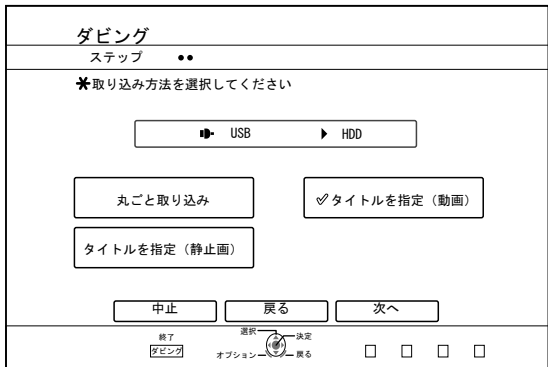 ダビング
ステップ ••
✱取り込み方法を選択してください
USB ▶ HDD
丸ごと取り込み
✓タイトルを指定（動画）
タイトルを指定（静止画）
中止 戻る 次へ
終了
ダビング
選択 決定
オプション 戻る